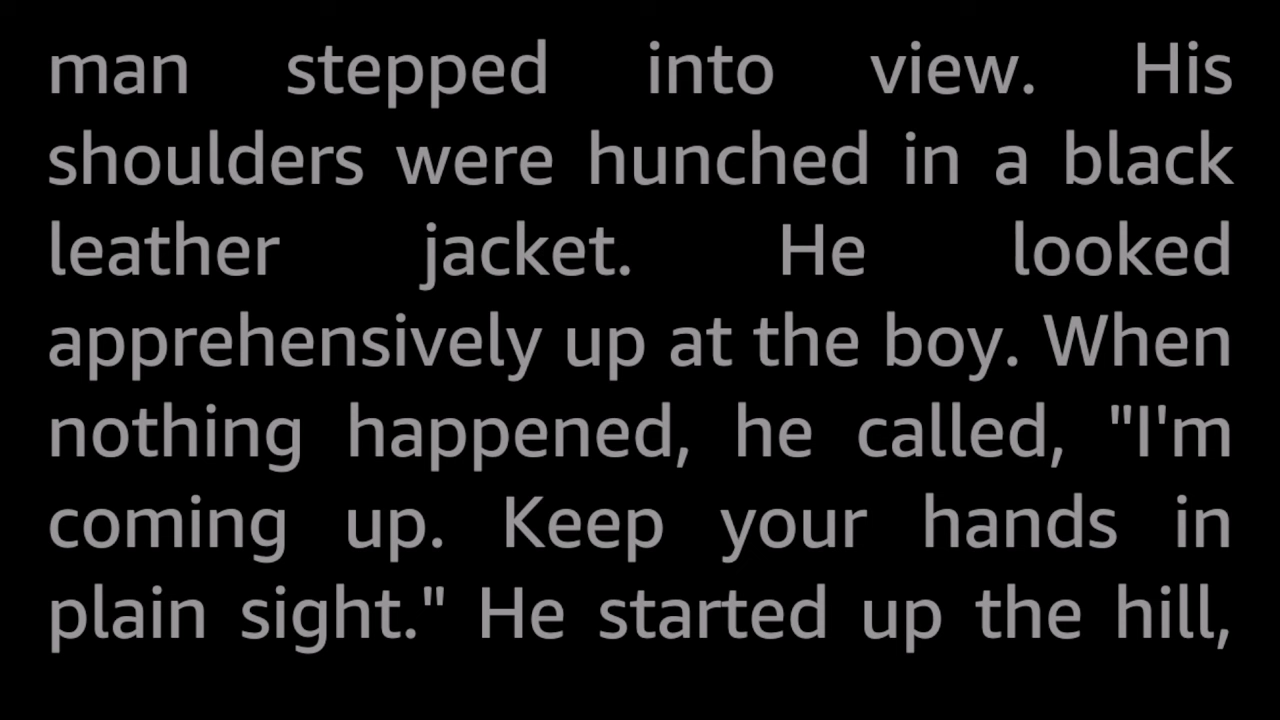 man stepped into view. His
shoulders were hunched in a black
leather jacket. He looked
apprehensively up at the boy. When
nothing happened, he called, "I'm
coming up. Keep your hands in
plain sight." He started up the hill,